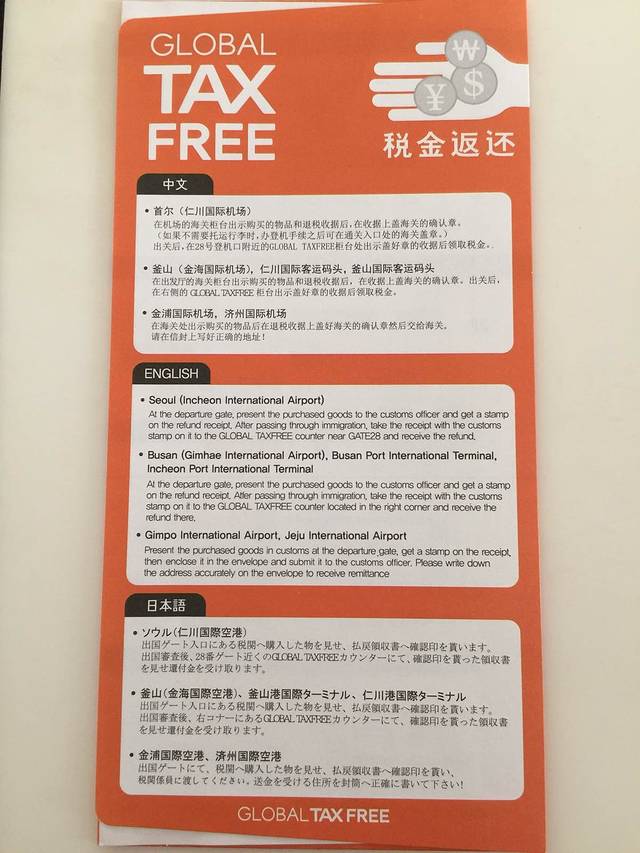 GLOBAL
TAX
FREE
₩
¥
$
税金返还
中文
• 首尔（仁川国际机场）
在机场的海关柜台出示购买的物品和退税收据后,在收据上盖海关的确认章。
（如果不需要托运行李时,办登机手续之后可在通关入口处的海关盖章。）
出关后,在28号登机口附近的GLOBAL TAXFREE柜台处出示盖好章的收据后领取税金。
• 釜山（金海国际机场）, 仁川国际客运码头, 釜山国际客运码头
在出发厅的海关柜台出示购买的物品和退税收据后, 在收据上盖海关的确认章。出关后,
在右侧的 GLOBAL TAXFREE 柜台出示盖好章的收据后领取税金。
• 金浦国际机场, 济州国际机场
在海关处出示购买的物品后在退税收据上盖好海关的确认章然后交给海关。
请在信封上写好正确的地址!
ENGLISH
• Seoul (Incheon International Airport)
At the departure gate, present the purchased goods to the customs officer and get a stamp
on the refund receipt. After passing through immigration, take the receipt with the customs
stamp on it to the GLOBAL TAXFREE counter near GATE28 and receive the refund.
• Busan (Gimhae International Airport), Busan Port International Terminal,
Incheon Port International Terminal
At the departure gate, present the purchased goods to the customs officer and get a stamp
on the refund receipt. After passing through immigration, take the receipt with the customs
stamp on it to the GLOBAL TAXFREE counter located in the right corner and receive the
refund there.
• Gimpo International Airport, Jeju International Airport
Present the purchased goods in customs at the departure gate, get a stamp on the receipt,
then enclose it in the envelope and submit it to the customs officer. Please write down
the address accurately on the envelope to receive remittance
日本語
• ソウル(仁川国際空港)
出国ゲート入口にある税関へ購入した物を見せ、払戻領収書へ確認印を貰います。
出国審査後、28番ゲート近くのGLOBAL TAXFREEカウンターにて、確認印を貰った領収書
を見せ還付金を受け取ります。
• 釜山(金海国際空港)、釜山港国際ターミナル、仁川港国際ターミナル
出国ゲート入口にある税関へ購入した物を見せ、払戻領収書へ確認印を貰います。
出国審査後、右コーナーにあるGLOBAL TAXFREEカウンターにて、確認印を貰った領収書
を見せ還付金を受け取ります。
• 金浦国際空港、済州国際空港
出国ゲートにて、税関へ購入した物を見せ、払戻領収書へ確認印を貰い、
税関係員に渡してください。送金を受ける住所を封筒へ正確に書いて下さい!
GLOBAL TAX FREE